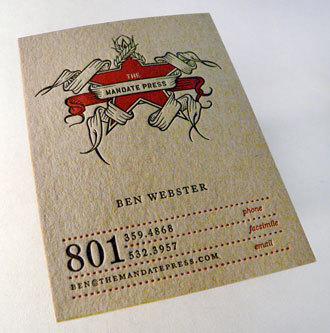 THE
MANDATE PRESS
BEN WEBSTER
801 359.4868 phone
532.3957 facsimile
BEN@THEMANDATEPRESS.COM email